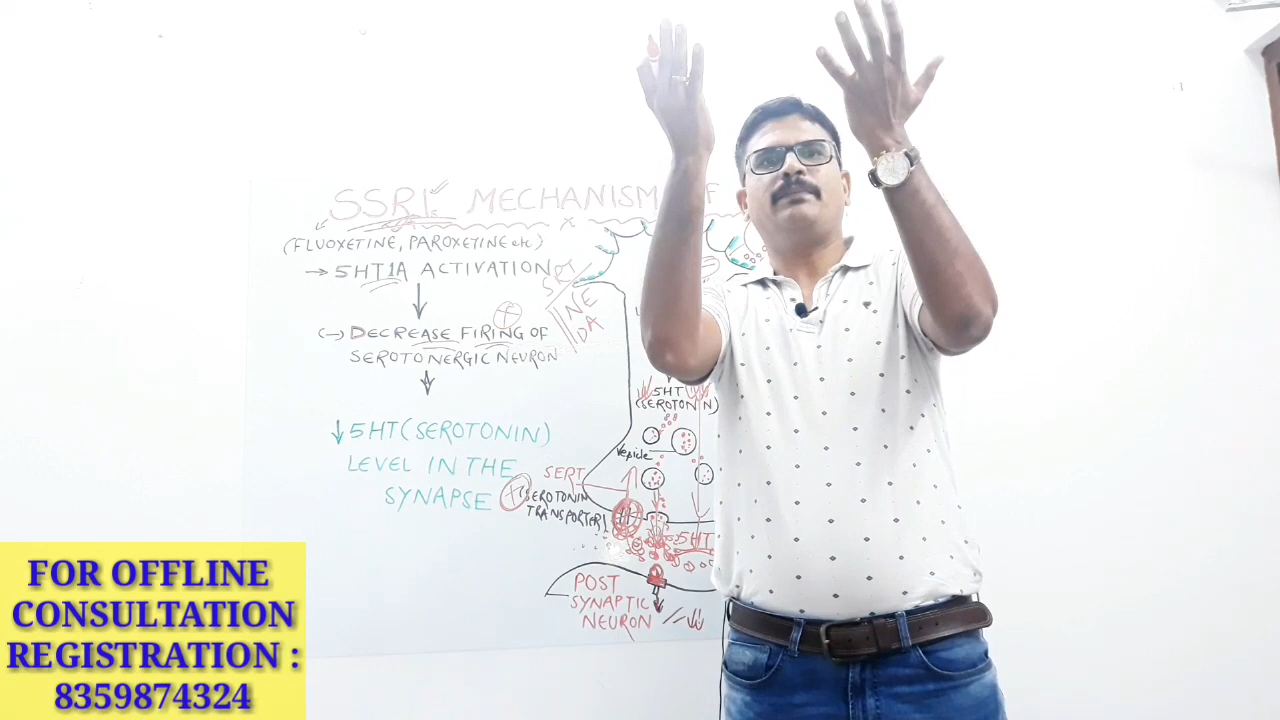 SSRI MECHANISM OF
(FLUOXETINE, PAROXETINE etc)
→ 5HT1A ACTIVATION
(-) DECREASE FIRING OF
SEROTONERGIC NEURON
↓ 5HT (SEROTONIN)
LEVEL IN THE
SYNAPSE
NE
DA
5HT
(SEROTONIN)
Vesicle
SERT
SEROTONIN
TRANSPORTER)
5HT
POST
SYNAPTIC
NEURON
FOR OFFLINE
CONSULTATION
REGISTRATION :
8359874324